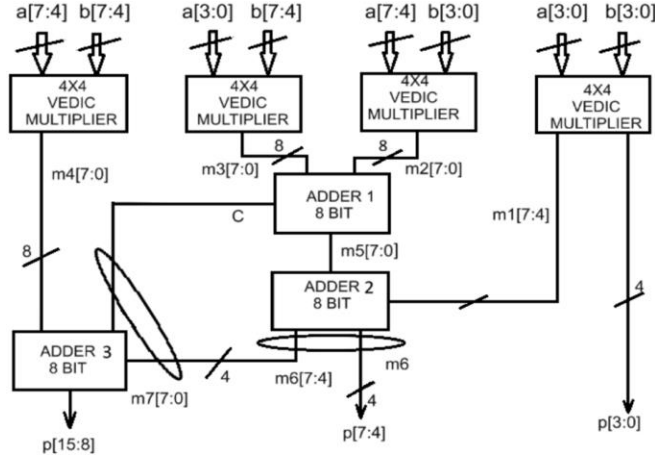 a[7:4] b[7:4] a[3:0] b[7:4] a[7:4] b[3:0] a[3:0] b[3:0]
4X4
VEDIC
MULTIPLIER
4X4
VEDIC
MULTIPLIER
4X4
VEDIC
MULTIPLIER
4X4
VEDIC
MULTIPLIER
8
8
m4[7:0]
m3[7:0]
m2[7:0]
ADDER 1
8 BIT
C
m1[7:4]
m5[7:0]
8
ADDER 2
8 BIT
4
ADDER 3
8 BIT
4
m6[7:4]
m6
m7[7:0]
4
p[15:8]
p[7:4]
p[3:0]